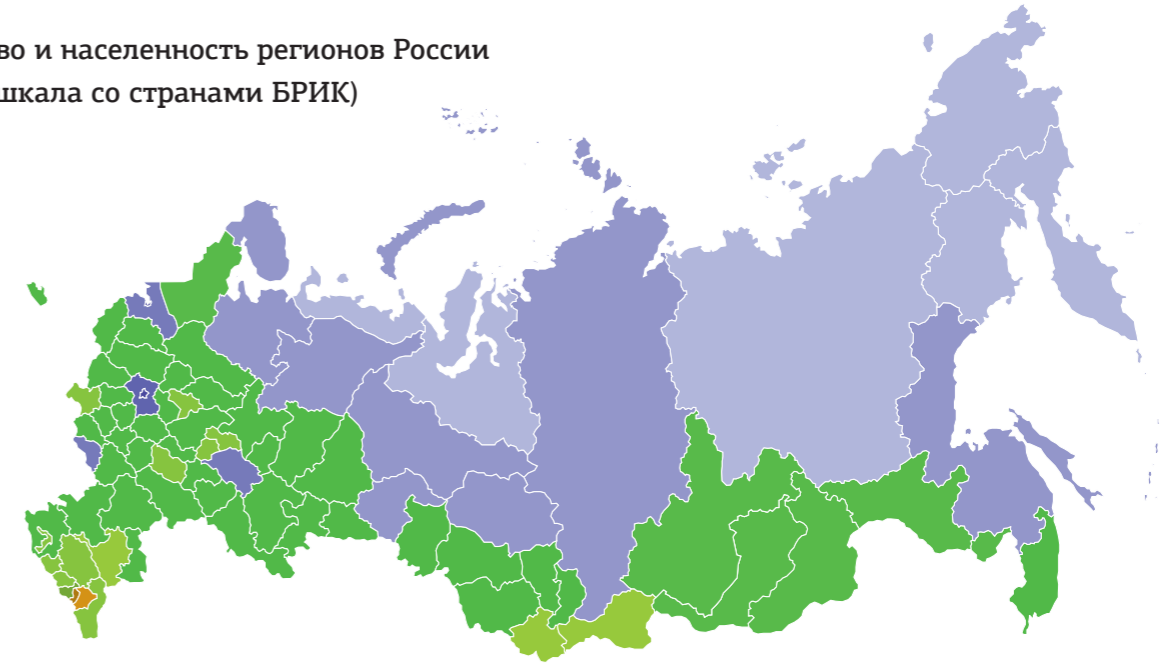 во и населенность регионов России
шкала со странами БРИК)